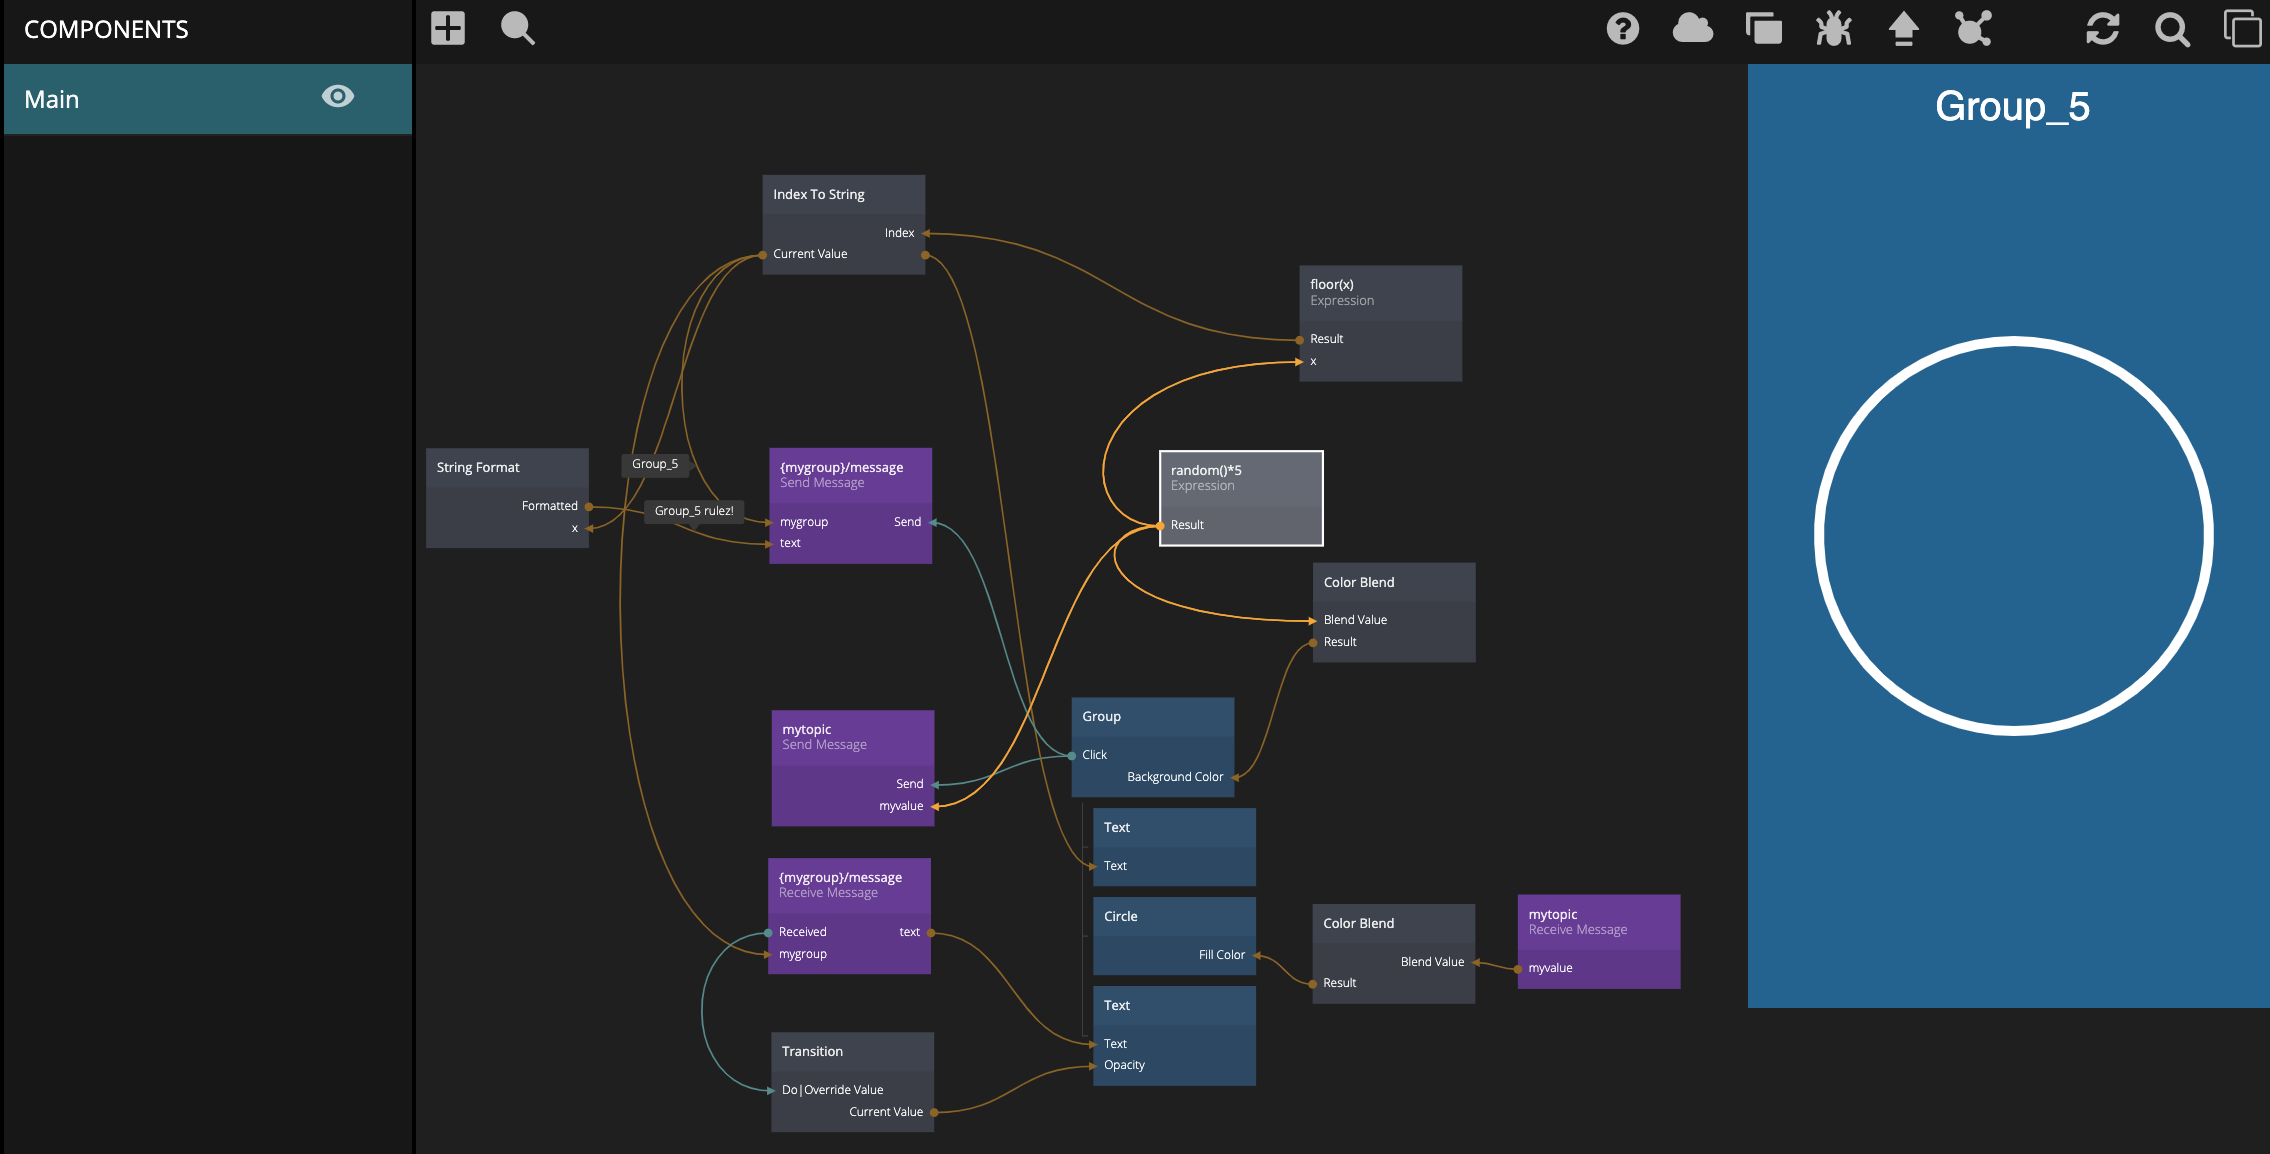 COMPONENTS
Main
Group_5
Index To String
Index
Current Value
floor(x)
Expression
Result
x
String Format
Formatted
x
Group_5
Group_5 rulez!
{mygroup}/message
Send Message
mygroup Send
text
random()*5
Expression
Result
Color Blend
Blend Value
Result
mytopic
Send Message
Send
myvalue
Group
Click
Background Color
Text
Text
{mygroup}/message
Receive Message
Received text
mygroup
Circle
Fill Color
Color Blend
Blend Value
Result
mytopic
Receive Message
myvalue
Text
Text
Opacity
Transition
Do|Override Value
Current Value